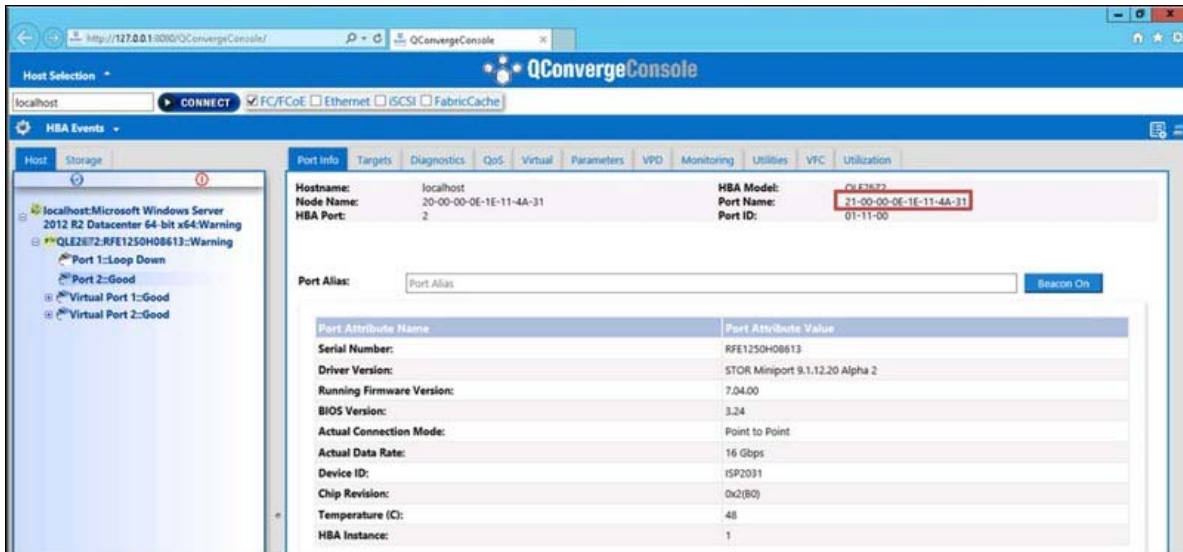 http://127.0.0.1:8080/QConvergeConsole/
QConvergeConsole
Host Selection
QConvergeConsole
localhost
CONNECT
FC/FCoE
Ethernet
iSCSI
FabricCache
HBA Events
Host
Storage
localhost:Microsoft Windows Server
2012 R2 Datacenter 64-bit x64:Warning
QLE2672:RFE1250H08613::Warning
Port 1::Loop Down
Port 2::Good
Virtual Port 1::Good
Virtual Port 2::Good
Port Info
Targets
Diagnostics
QoS
Virtual
Parameters
VPD
Monitoring
Utilities
VFC
Utilization
Hostname: localhost
HBA Model: QLE2672
Node Name: 20-00-00-0E-1E-11-4A-31
Port Name: 21-00-00-0E-1E-11-4A-31
HBA Port: 2
Port ID: 01-11-00
Port Alias:
Port Alias
Beacon On
Port Attribute Name Port Attribute Value
Serial Number: RFE1250H08613
Driver Version: STOR Miniport 9.1.12.20 Alpha 2
Running Firmware Version: 7.04.00
BIOS Version: 3.24
Actual Connection Mode: Point to Point
Actual Data Rate: 16 Gbps
Device ID: ISP2031
Chip Revision: 0x2(B0)
Temperature (C): 48
HBA Instance: 1